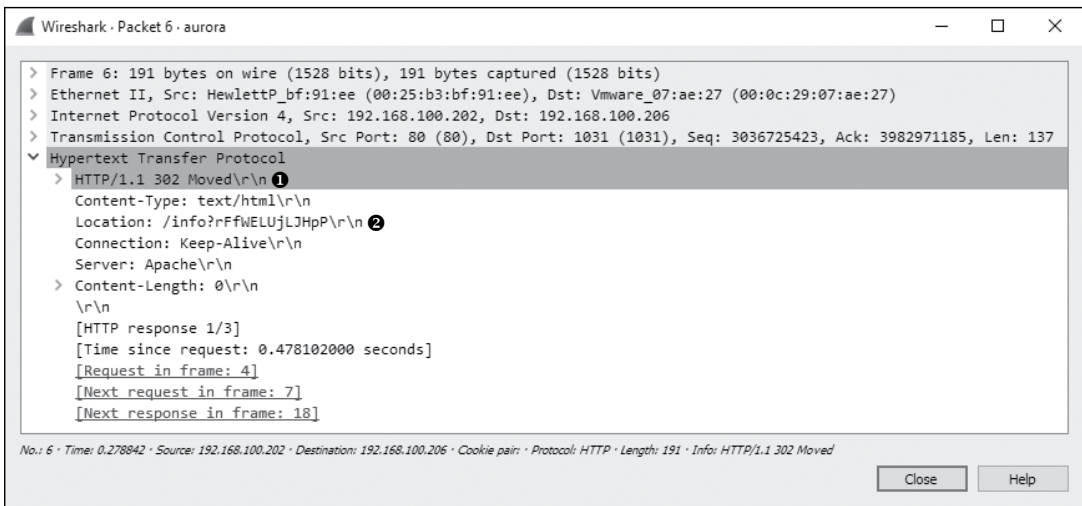 Wireshark · Packet 6 · aurora
Frame 6: 191 bytes on wire (1528 bits), 191 bytes captured (1528 bits)
Ethernet II, Src: HewlettP_bf:91:ee (00:25:b3:bf:91:ee), Dst: Vmware_07:ae:27 (00:0c:29:07:ae:27)
Internet Protocol Version 4, Src: 192.168.100.202, Dst: 192.168.100.206
Transmission Control Protocol, Src Port: 80 (80), Dst Port: 1031 (1031), Seq: 3036725423, Ack: 3982971185, Len: 137
Hypertext Transfer Protocol
HTTP/1.1 302 Moved\r\n ❶
Content-Type: text/html\r\n
Location: /info?rFfWELUjLJHpP\r\n ❷
Connection: Keep-Alive\r\n
Server: Apache\r\n
Content-Length: 0\r\n
\r\n
[HTTP response 1/3]
[Time since request: 0.478102000 seconds]
[Request in frame: 4]
[Next request in frame: 7]
[Next response in frame: 18]
No.: 6 · Time: 0.278842 · Source: 192.168.100.202 · Destination: 192.168.100.206 · Cookie pair: · Protocol: HTTP · Length: 191 · Info: HTTP/1.1 302 Moved
Close Help